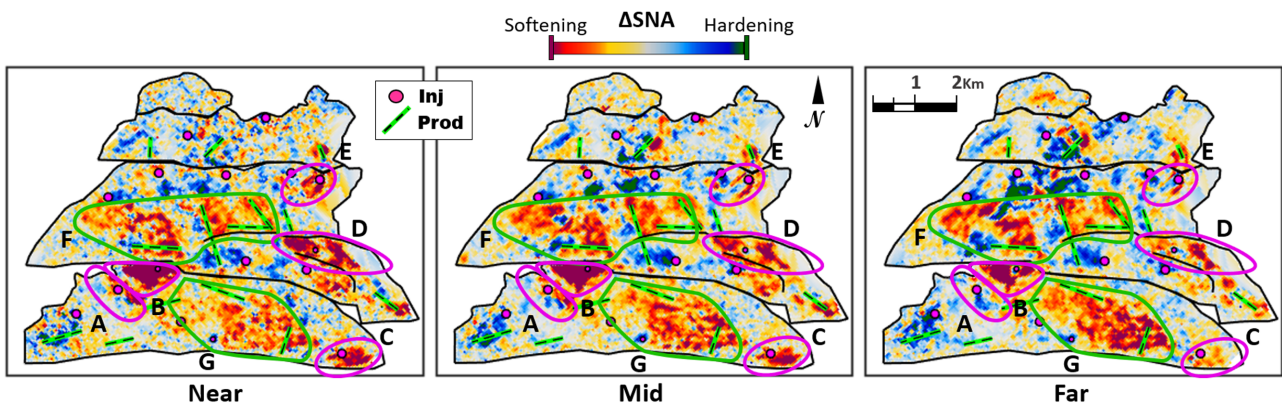 ΔSNA
Softening Hardening
Inj
Prod
N
1 2Km
E
D
F
A
B
C
G
E
D
F
A
B
C
G
E
D
F
A
B
C
G
Near
Mid
Far